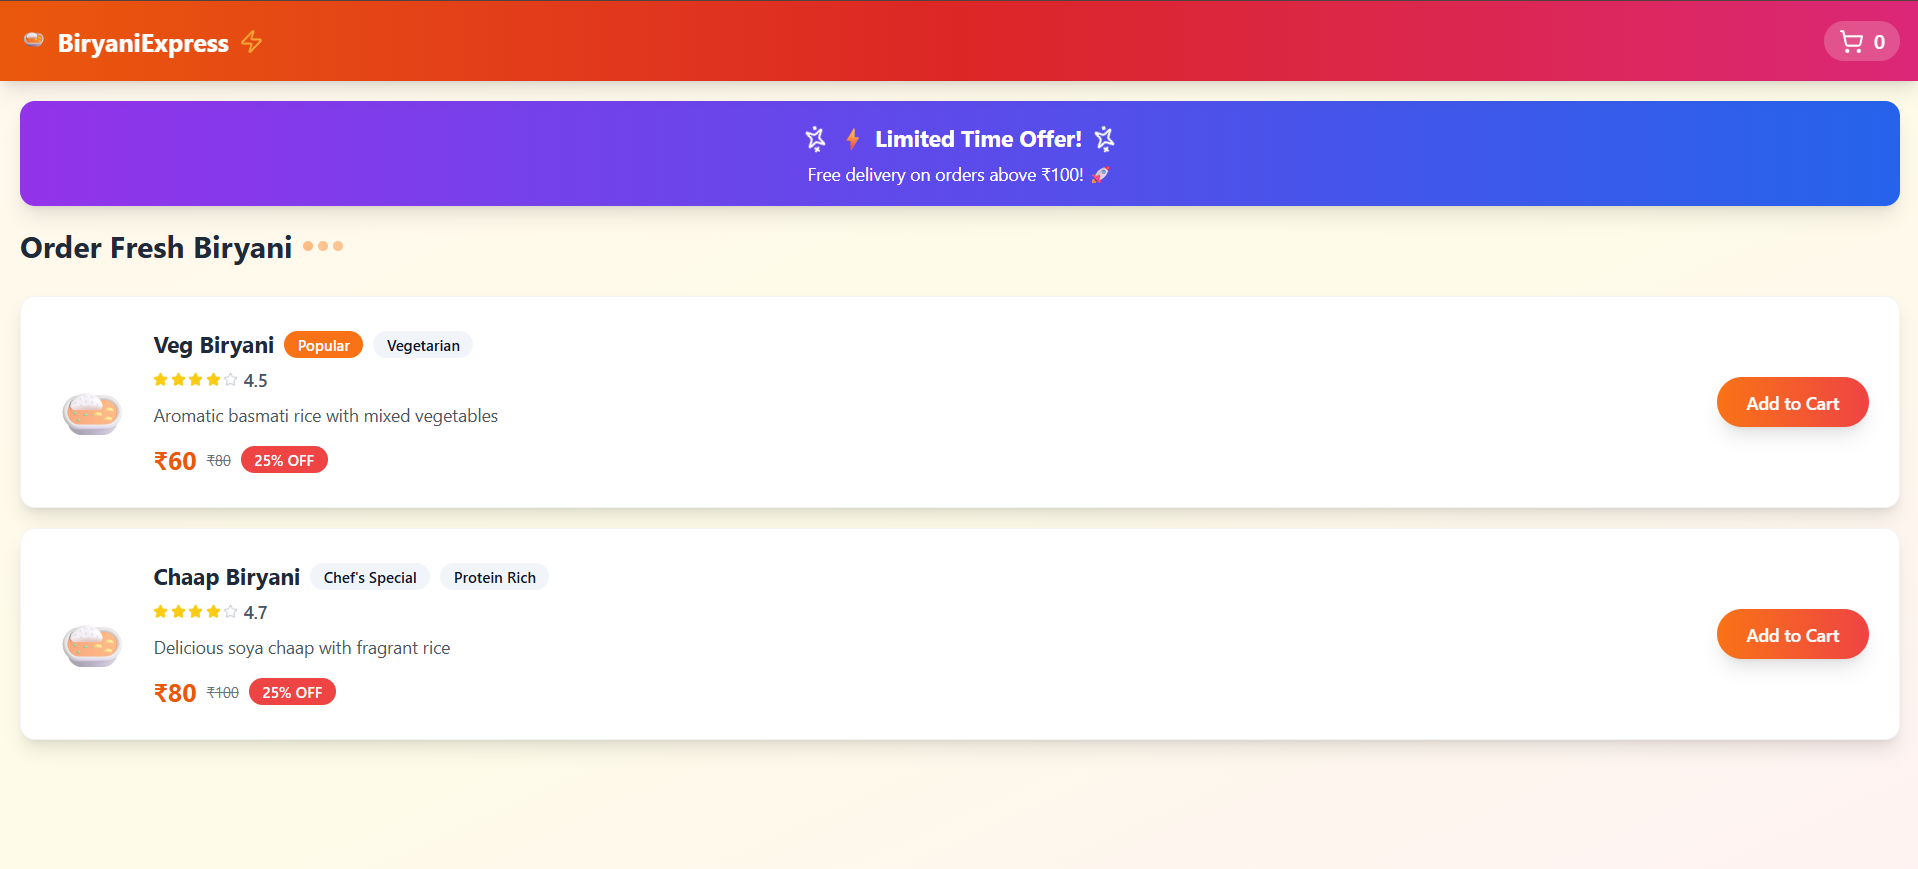 BiryaniExpress
0
Limited Time Offer!
Free delivery on orders above ₹100!
Order Fresh Biryani
Veg Biryani Popular Vegetarian
4.5
Aromatic basmati rice with mixed vegetables
₹60 ₹80 25% OFF
Add to Cart
Chaap Biryani Chef's Special Protein Rich
4.7
Delicious soya chaap with fragrant rice
₹80 ₹100 25% OFF
Add to Cart